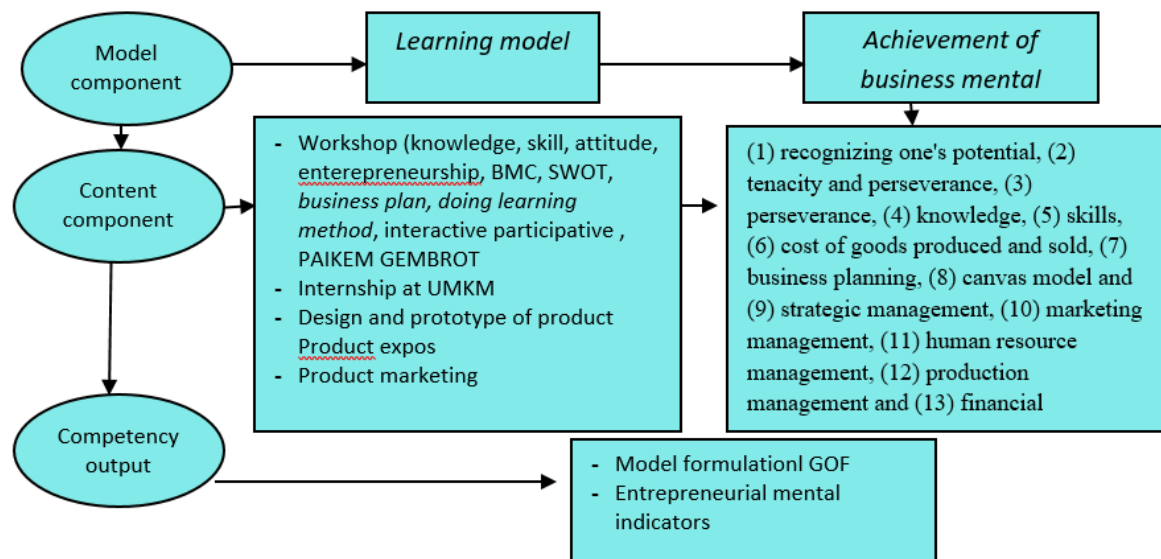 Model
component
Learning model
Achievement of
business mental
Content
component
- Workshop (knowledge, skill, attitude,
enterepreneurship, BMC, SWOT,
business plan, doing learning
method, interactive participative ,
PAIKEM GEMBROT
- Internship at UMKM
- Design and prototype of product
Product expos
- Product marketing
(1) recognizing one's potential, (2)
tenacity and perseverance, (3)
perseverance, (4) knowledge, (5) skills,
(6) cost of goods produced and sold, (7)
business planning, (8) canvas model and
(9) strategic management, (10) marketing
management, (11) human resource
management, (12) production
management and (13) financial
Competency
output
- Model formulationl GOF
- Entrepreneurial mental
indicators